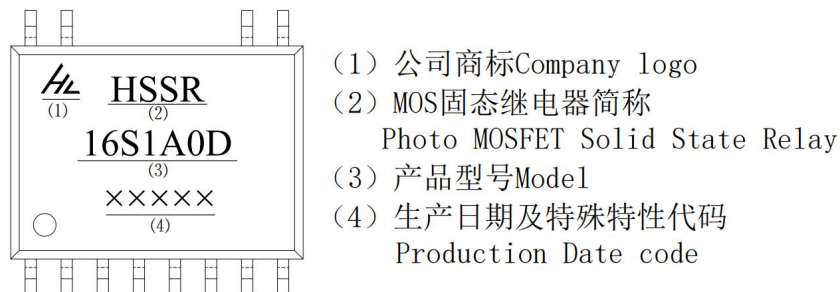 HL
(1)
HSSR
(2)
16S1A0D
(3)
×××××
(4)
(1) 公司商标Company logo
(2) MOS固态继电器简称
Photo MOSFET Solid State Relay
(3) 产品型号Model
(4) 生产日期及特殊特性代码
Production Date code